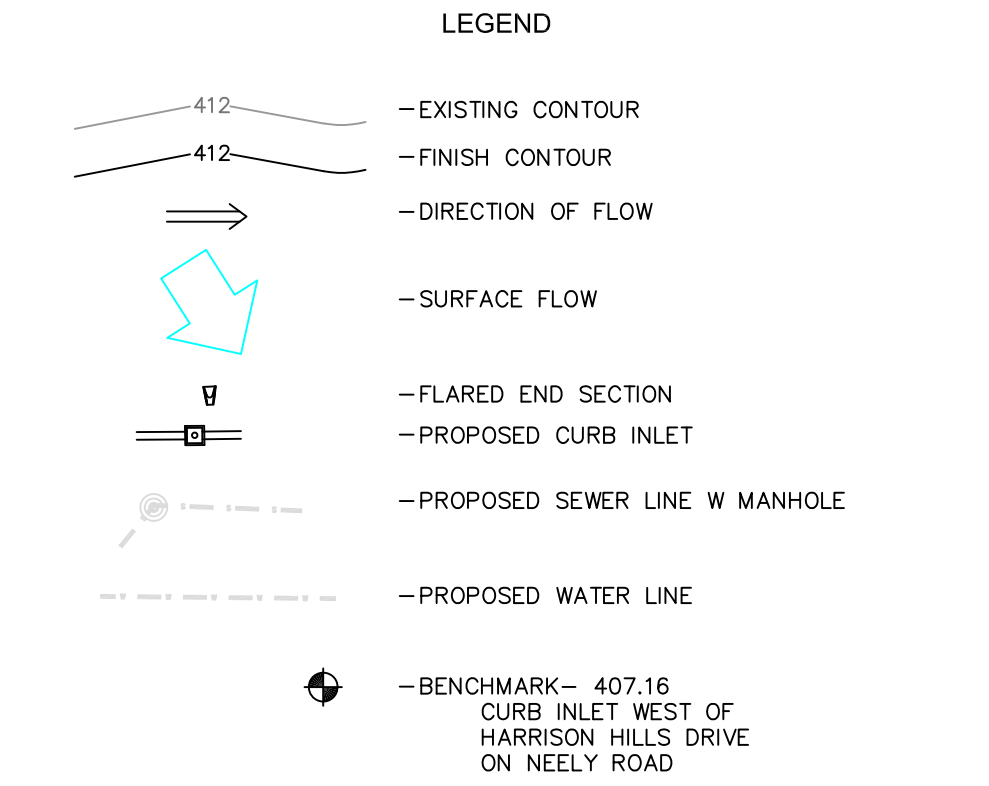 LEGEND
412 –EXISTING CONTOUR
412 –FINISH CONTOUR
–DIRECTION OF FLOW
–SURFACE FLOW
–FLARED END SECTION
–PROPOSED CURB INLET
–PROPOSED SEWER LINE W MANHOLE
–PROPOSED WATER LINE
–BENCHMARK– 407.16
CURB INLET WEST OF
HARRISON HILLS DRIVE
ON NEELY ROAD